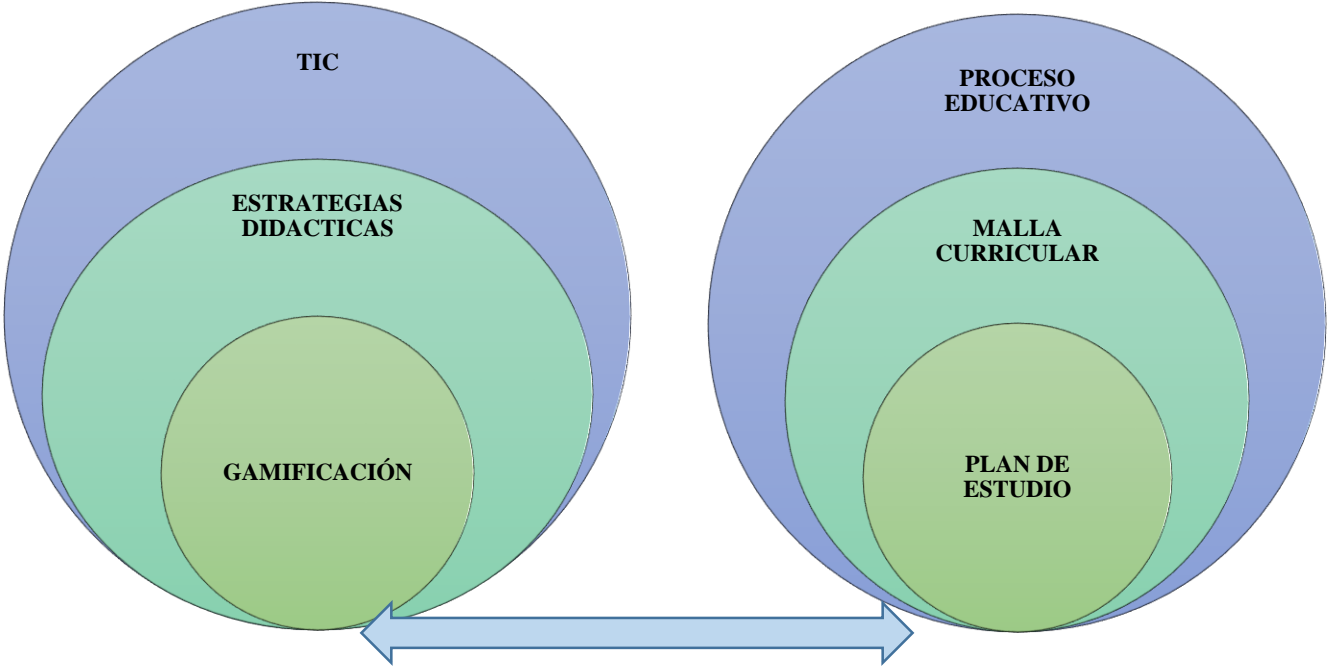 TIC
ESTRATEGIAS
DIDACTICAS
GAMIFICACIÓN
PROCESO
EDUCATIVO
MALLA
CURRICULAR
PLAN DE
ESTUDIO